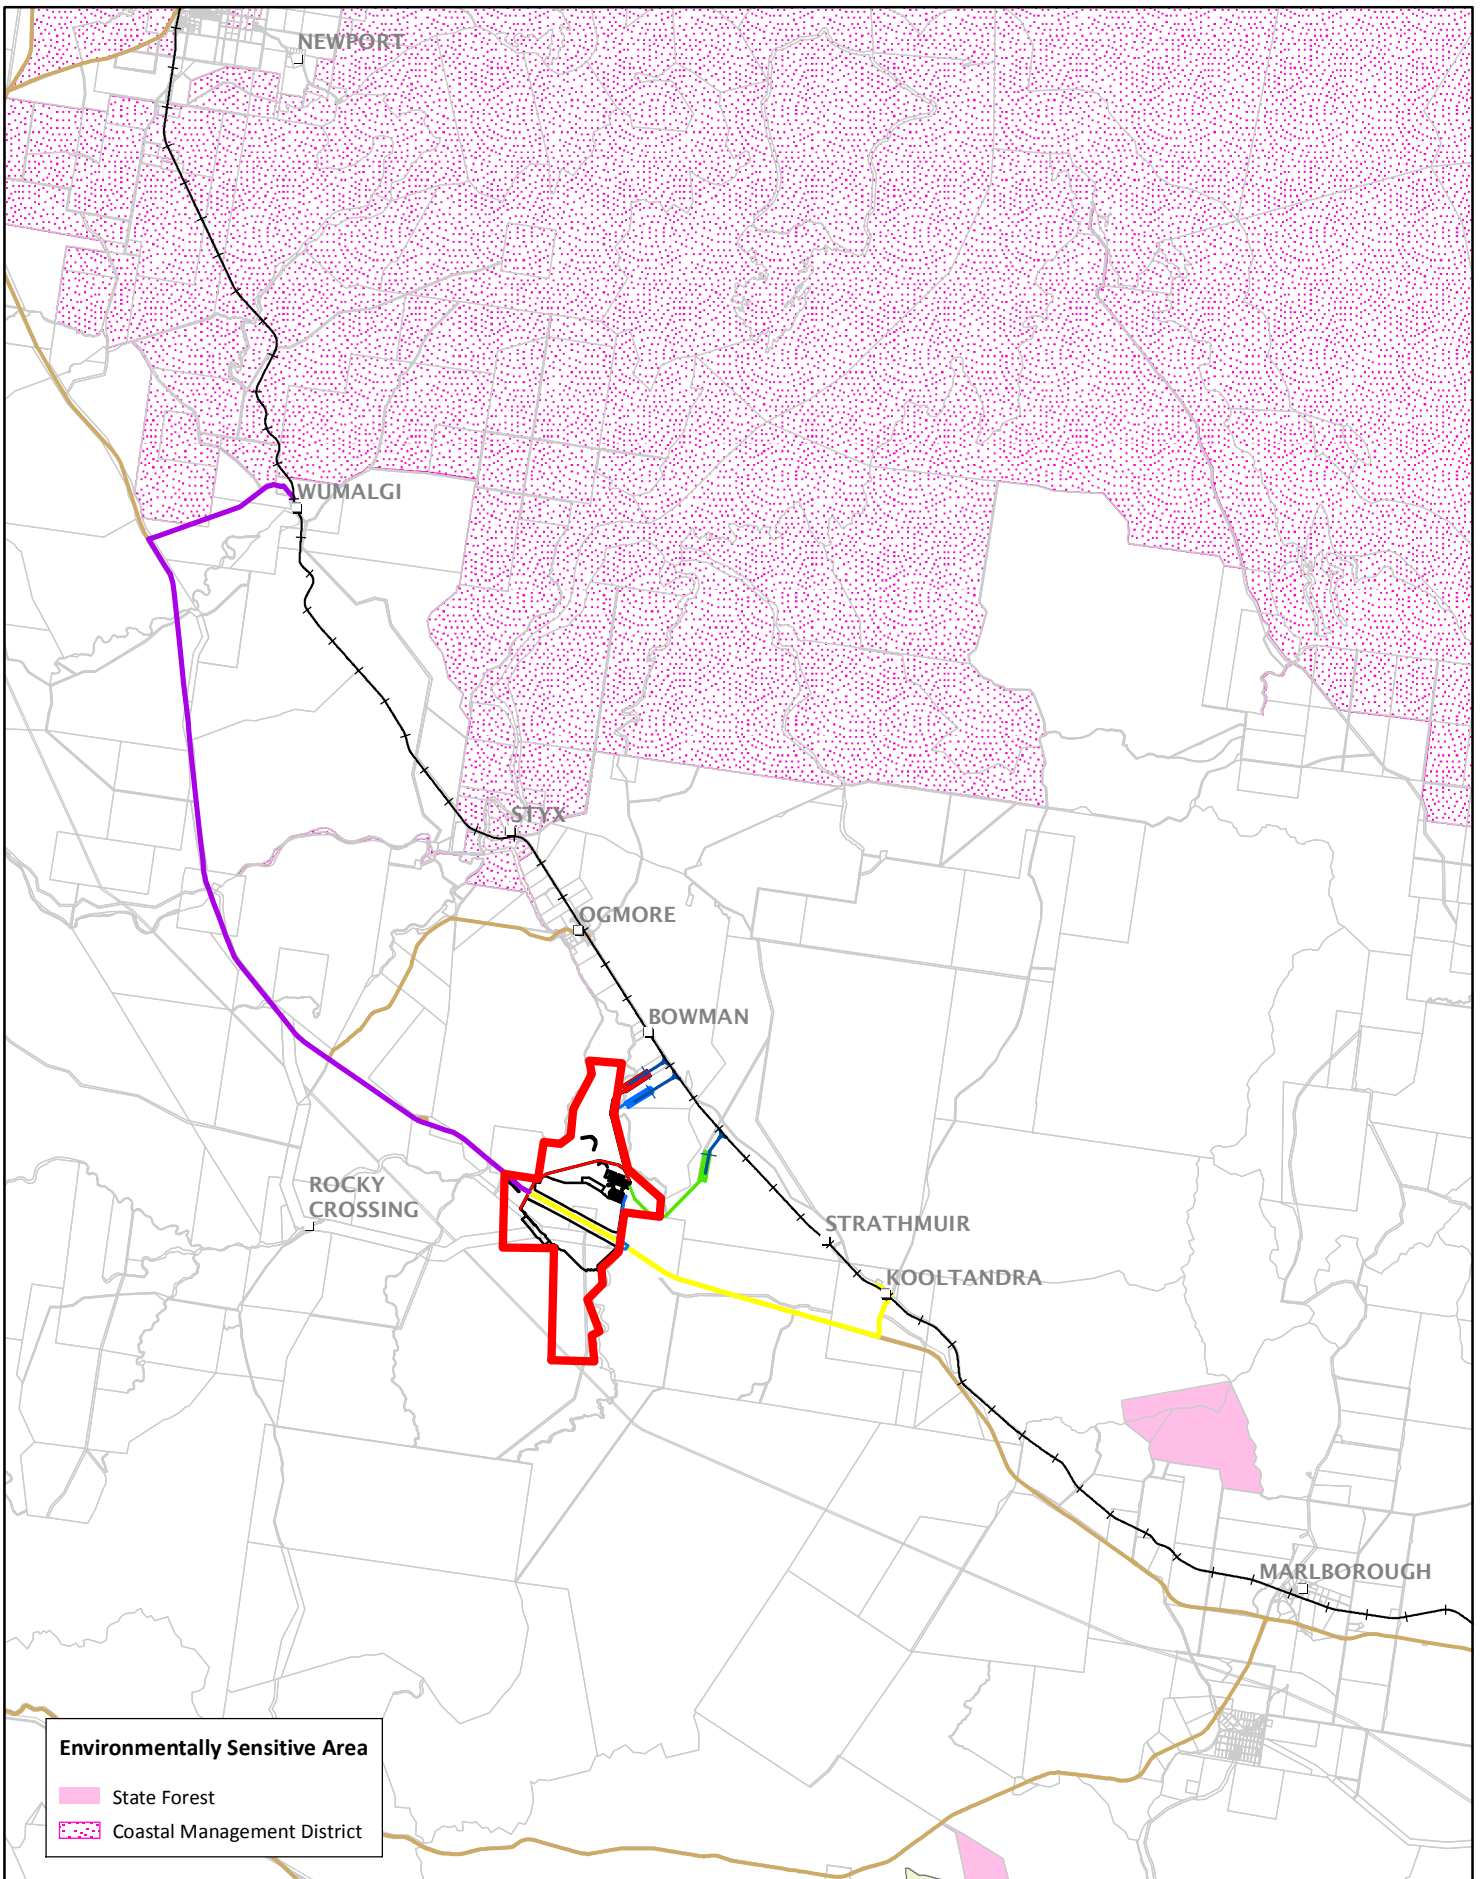 NEWPORT
WUMALGI
STYX
OGMORE
BOWMAN
ROCKY
CROSSING
STRATHMUIR
KOOLTANDRA
MARLBOROUGH
Environmentally Sensitive Area
State Forest
Coastal Management District